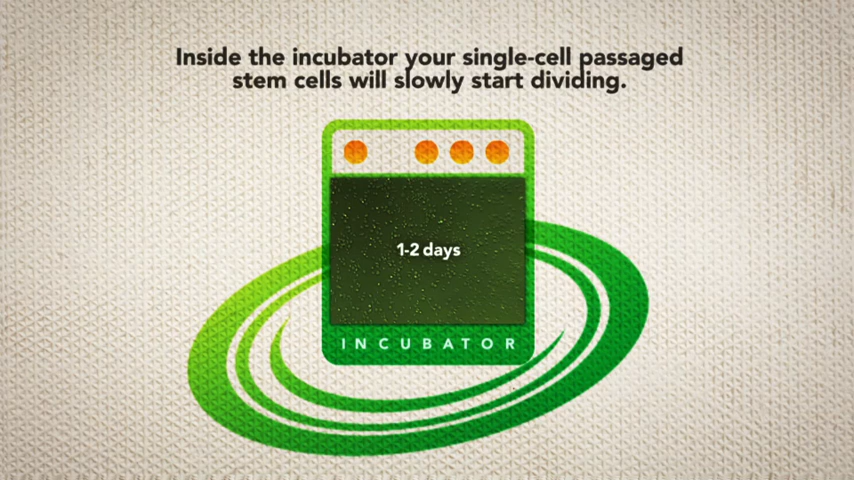 Inside the incubator your single-cell passaged
stem cells will slowly start dividing.
1-2 days
INCUBATOR